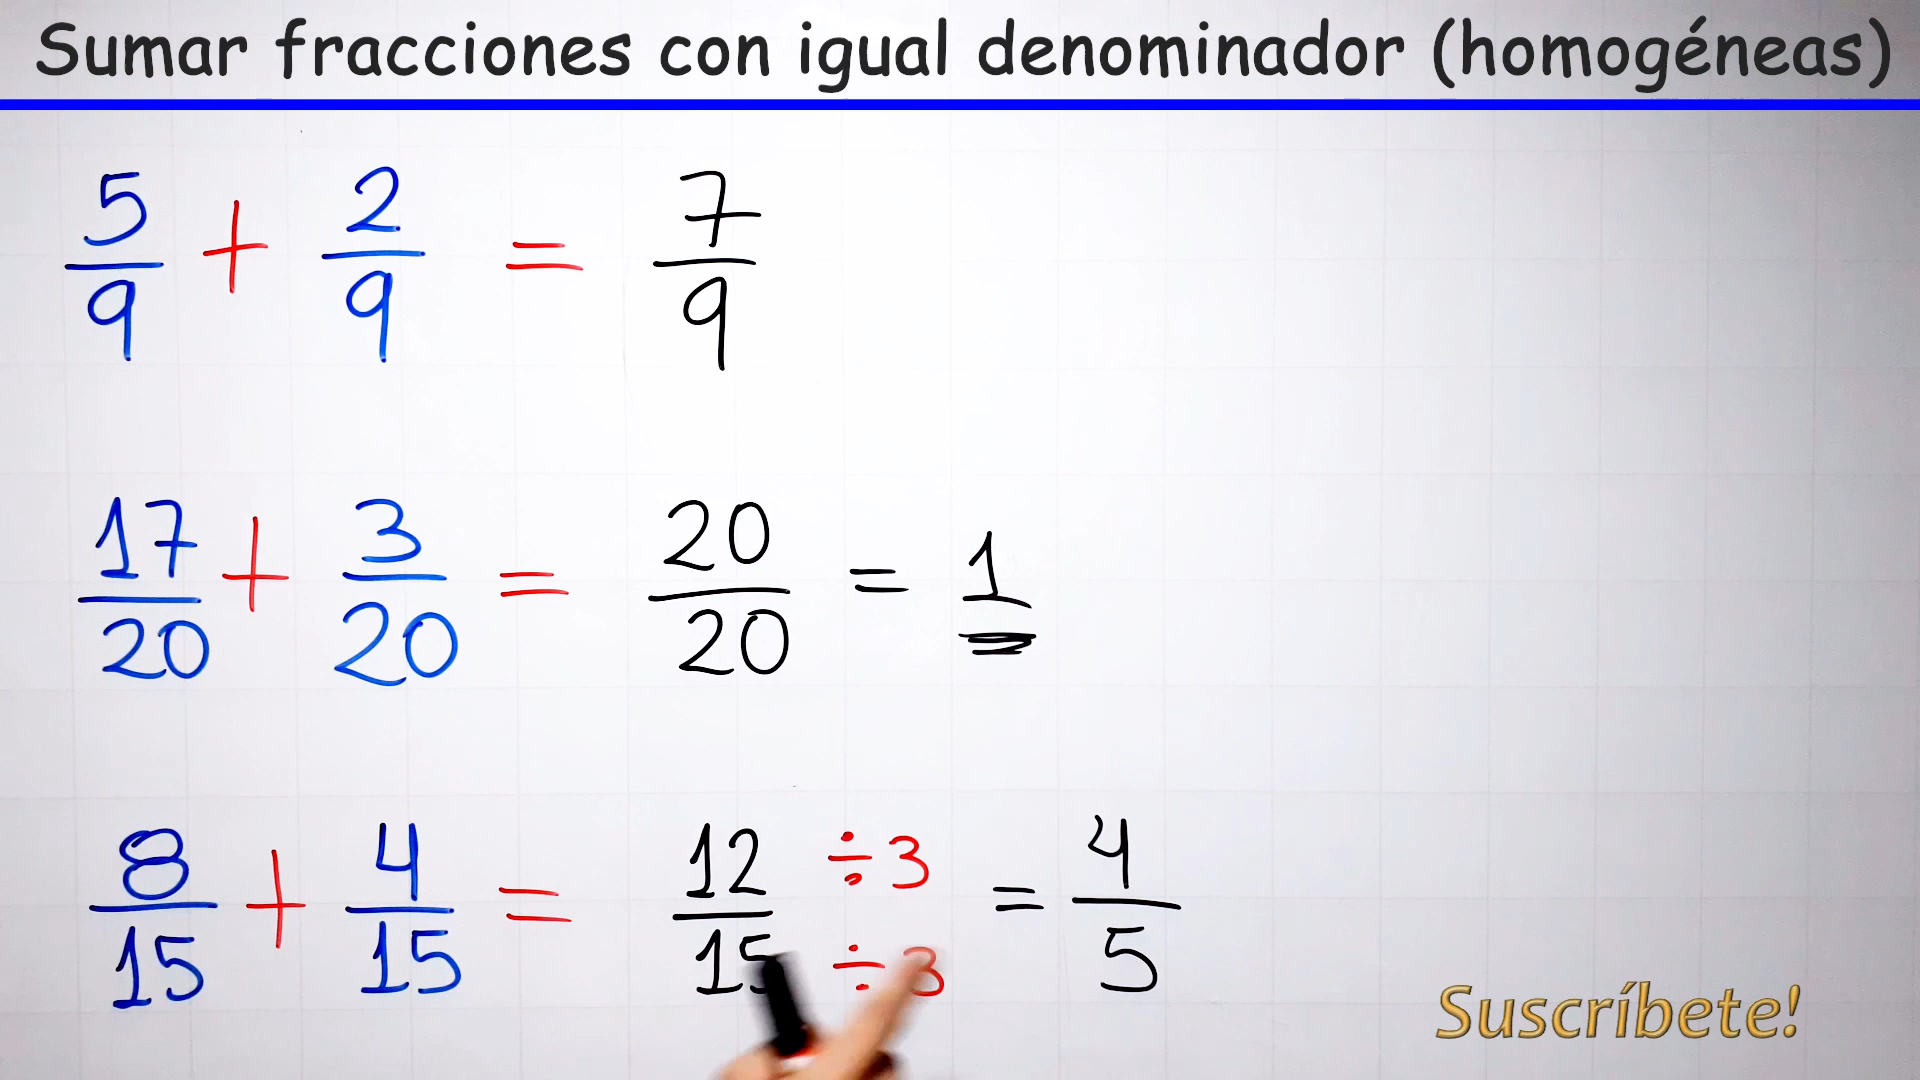 Sumar fracciones con igual denominador (homogéneas)
5/9 + 2/9 = 7/9
17/20 + 3/20 = 20/20 = 1
8/15 + 4/15 = 12/15 ÷3/÷3 = 4/5
Suscríbete!